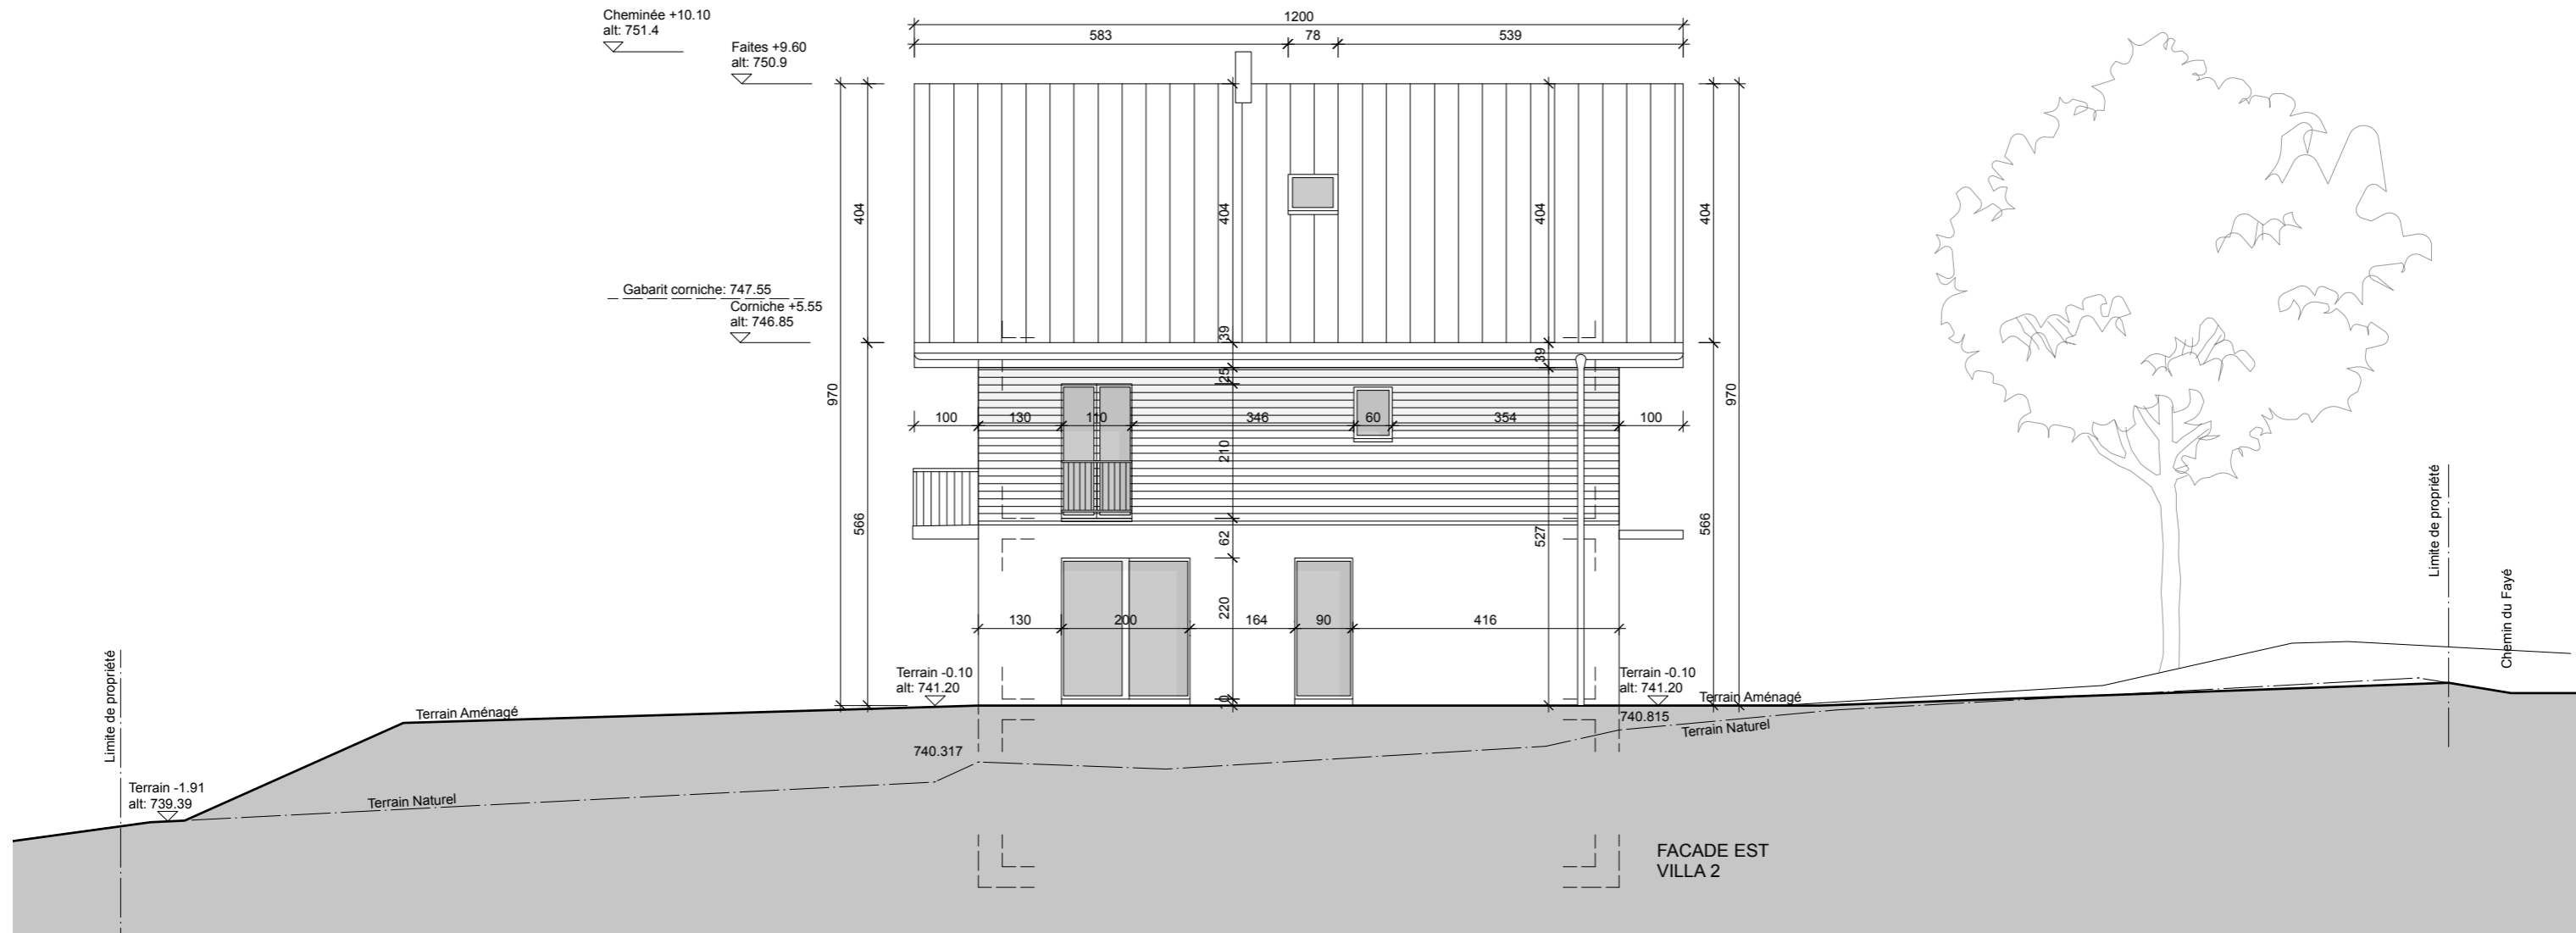 Cheminée +10.10
alt: 751.4
Faites +9.60
alt: 750.9
1200
583
78
539
404
404
404
404
Gabarit corniche: 747.55
Corniche +5.55
alt: 746.85
39
39
25
970
970
100
130
110
346
60
354
100
210
566
566
62
527
220
130
200
164
90
416
10
Limite de propriété
Limite de propriété
Chemin du Fayé
Terrain -0.10
alt: 741.20
Terrain -0.10
alt: 741.20
Terrain Aménagé
Terrain Aménagé
740.815
Terrain Naturel
740.317
Terrain -1.91
alt: 739.39
Terrain Naturel
FACADE EST
VILLA 2